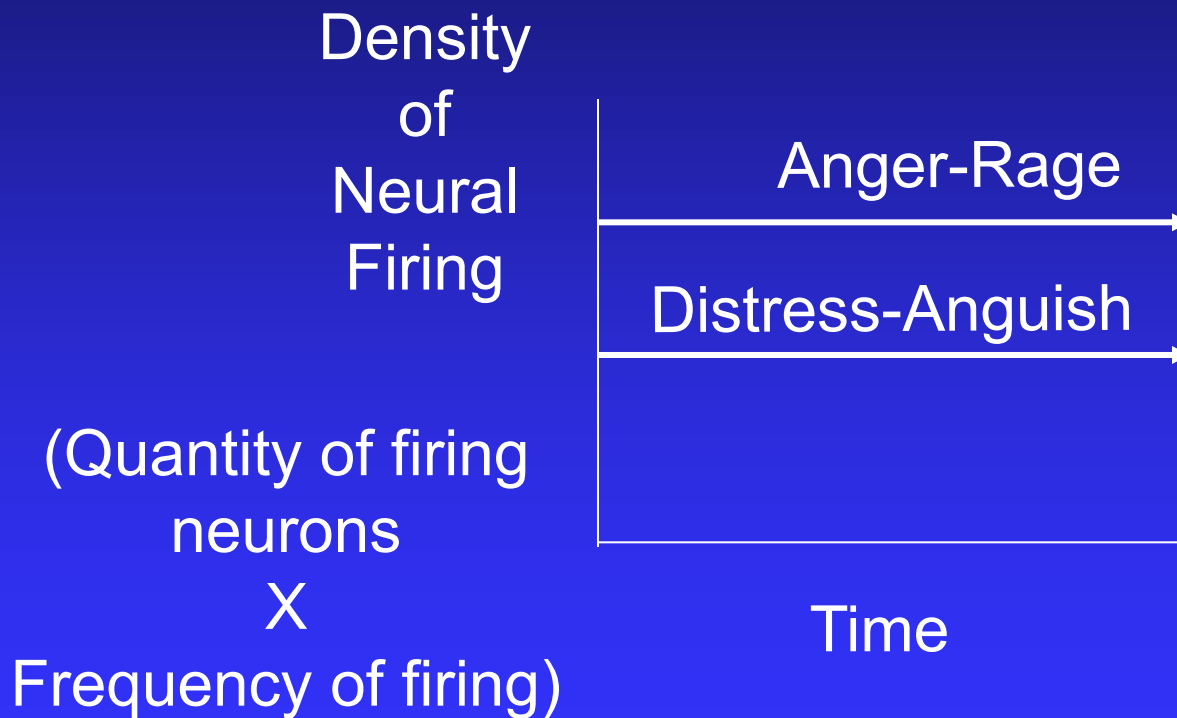 Density
of
Neural
Firing
(Quantity of firing
neurons
X
Frequency of firing)
Anger-Rage
Distress-Anguish
Time